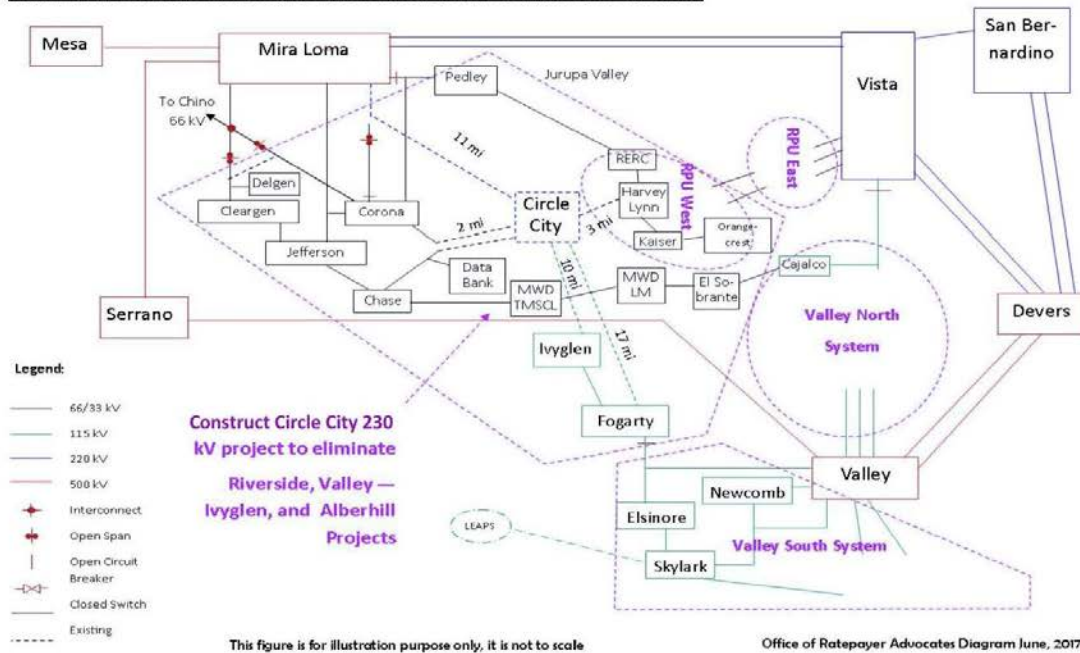 Mesa
Mira Loma
San Ber-
nardino
Vista
Pedley
Jurupa Valley
To Chino
66 kV
11 mi
RPU East
RPU West
RERC
Delgen
Harvey
Lynn
Cleargen
Corona
Circle
City
2 mi
3 mi
Kaiser
Orange-
crest
Jefferson
Data
Bank
10 mi
Cajalco
Chase
MWD
TMSCL
MWD
LM
El So-
brante
Serrano
Devers
Valley North
System
Ivyglen
17 mi
Legend:
66/33 kV
115 kV
220 kV
500 kV
Interconnect
Open Span
Open Circuit
Breaker
Closed Switch
Existing
Construct Circle City 230
kV project to eliminate
Riverside, Valley —
Ivyglen, and Alberhill
Projects
Fogarty
Valley
Newcomb
Elsinore
LEAPS
Valley South System
Skylark
This figure is for illustration purpose only, it is not to scale
Office of Ratepayer Advocates Diagram June, 2017